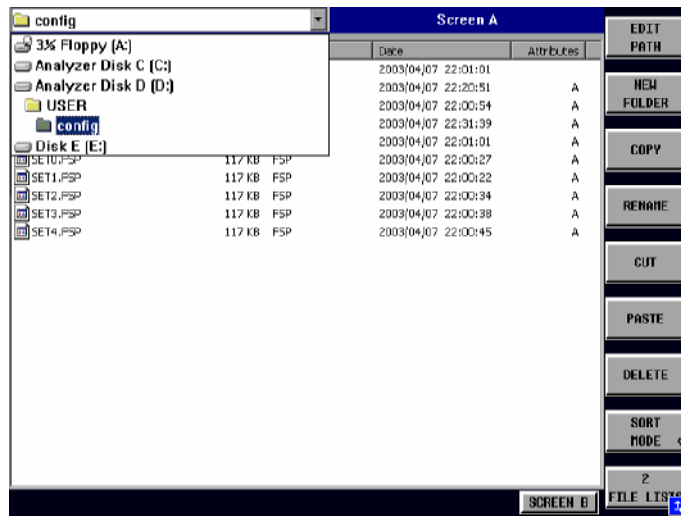 config
Screen A
3½ Floppy (A:)
Analyzer Disk C (C:)
Analyzer Disk D (D:)
USER
config
Disk E (E:)
Date Attributes
2003/04/07 22:01:01
2003/04/07 22:20:51 A
2003/04/07 22:00:54 A
2003/04/07 22:31:39 A
2003/04/07 22:01:01 A
SET0.FSP 117 KB FSP 2003/04/07 22:00:27 A
SET1.FSP 117 KB FSP 2003/04/07 22:00:22 A
SET2.FSP 117 KB FSP 2003/04/07 22:00:34 A
SET3.FSP 117 KB FSP 2003/04/07 22:00:38 A
SET4.FSP 117 KB FSP 2003/04/07 22:00:45 A
SCREEN B
EDIT
PATH
NEW
FOLDER
COPY
RENAME
CUT
PASTE
DELETE
SORT
MODE
2
FILE LISTS